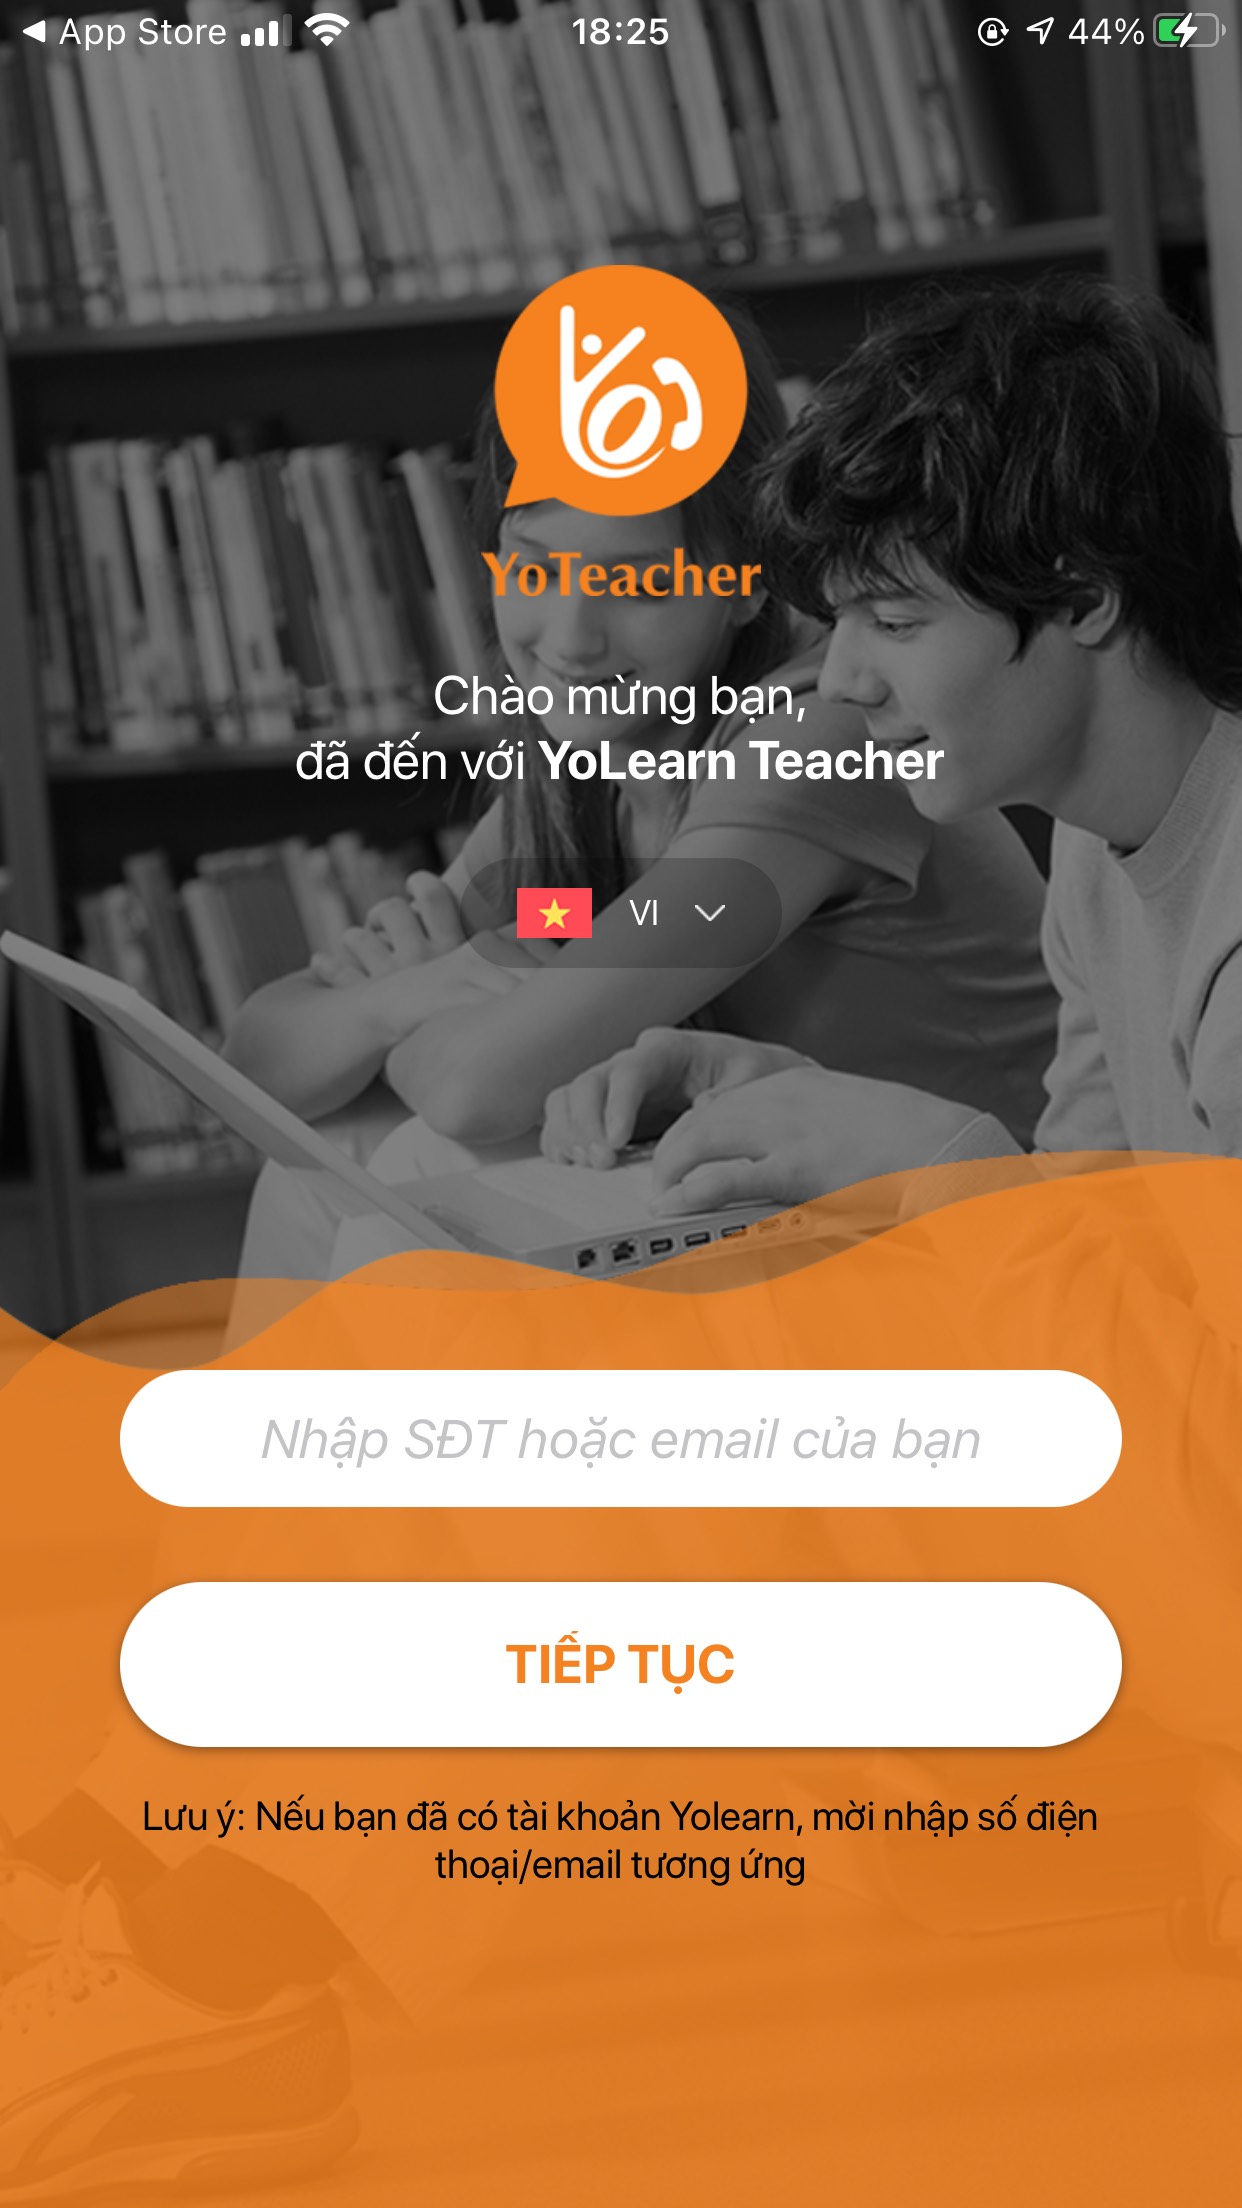 App Store
18:25
44%
YoTeacher
Chào mừng bạn,
đã đến với YoLearn Teacher
VI
Nhập SĐT hoặc email của bạn
TIẾP TỤC
Lưu ý: Nếu bạn đã có tài khoản Yolearn, mời nhập số điện
thoại/email tương ứng